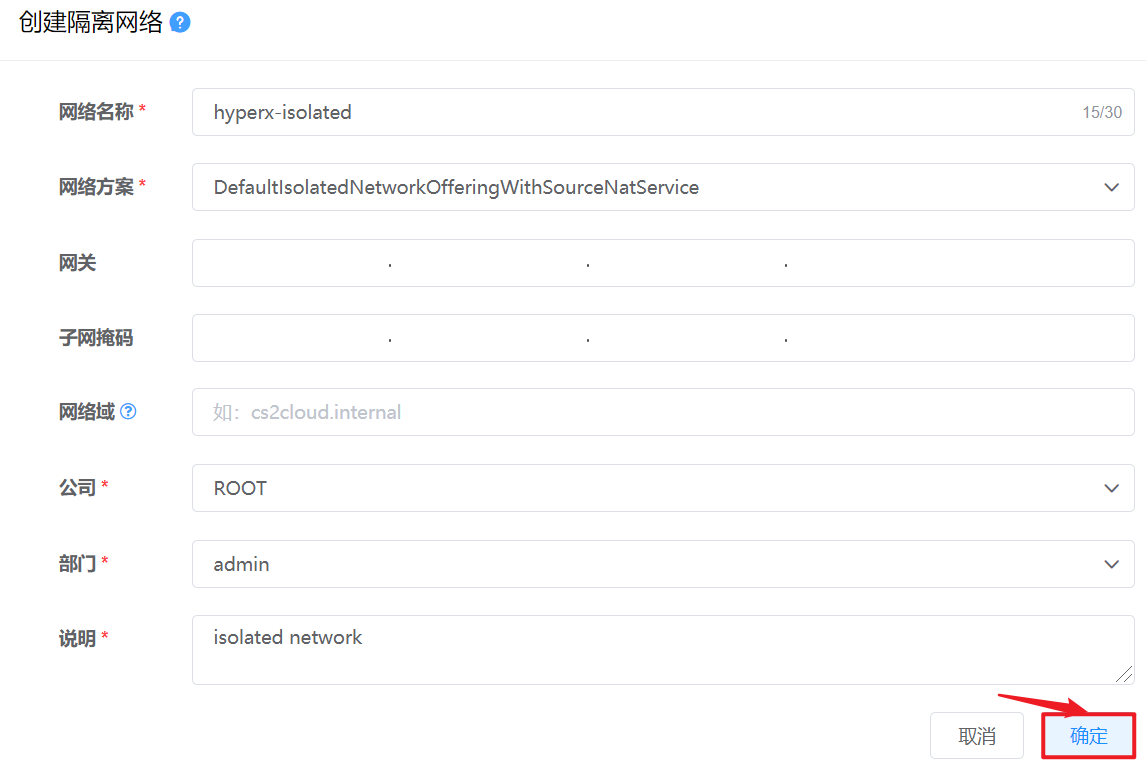 创建隔离网络 ?
网络名称 * hyperx-isolated 15/30
网络方案 * DefaultIsolatedNetworkOfferingWithSourceNatService
网关 . . .
子网掩码 . . .
网络域 ? 如：cs2cloud.internal
公司 * ROOT
部门 * admin
说明 * isolated network
取消 确定